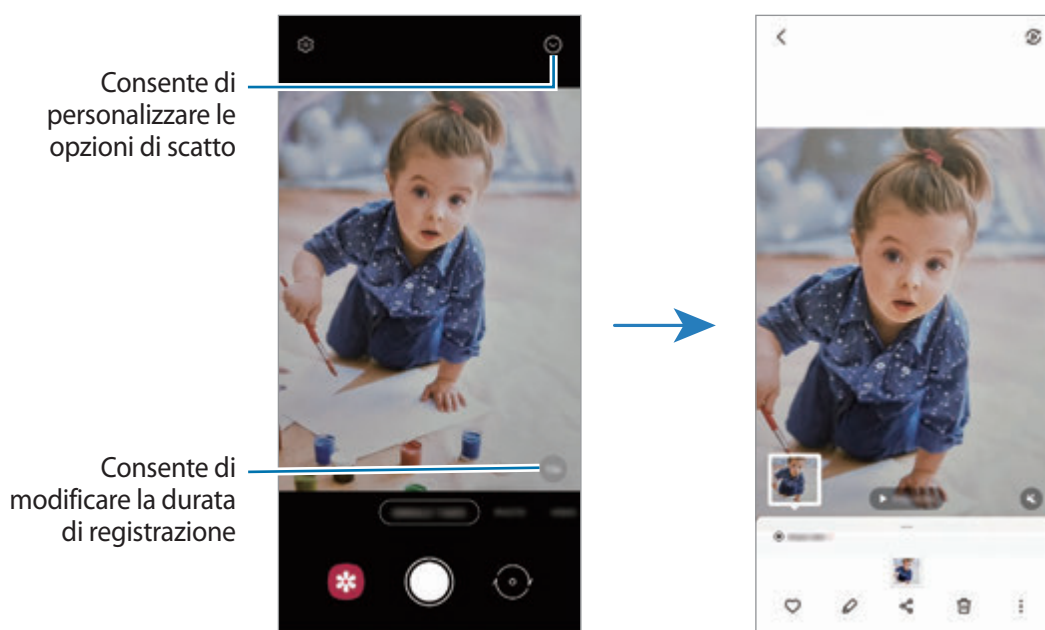 Consente di
personalizzare le
opzioni di scatto
Consente di
modificare la durata
di registrazione